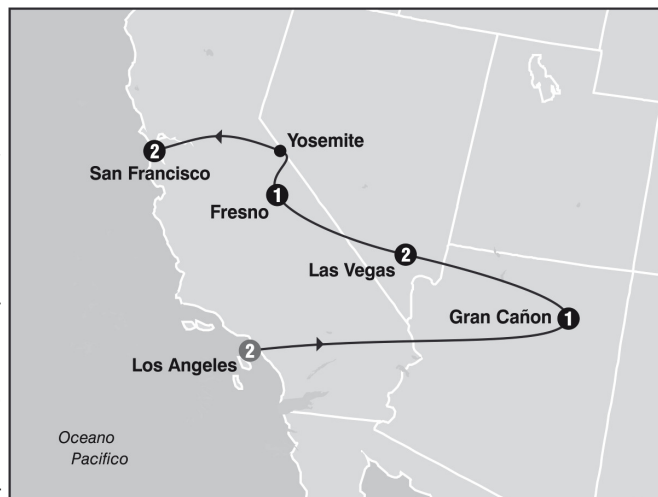 Yosemite
2
San Francisco
1
Fresno
2
Las Vegas
Gran Cañon
1
2
Los Angeles
Oceano
Pacifico